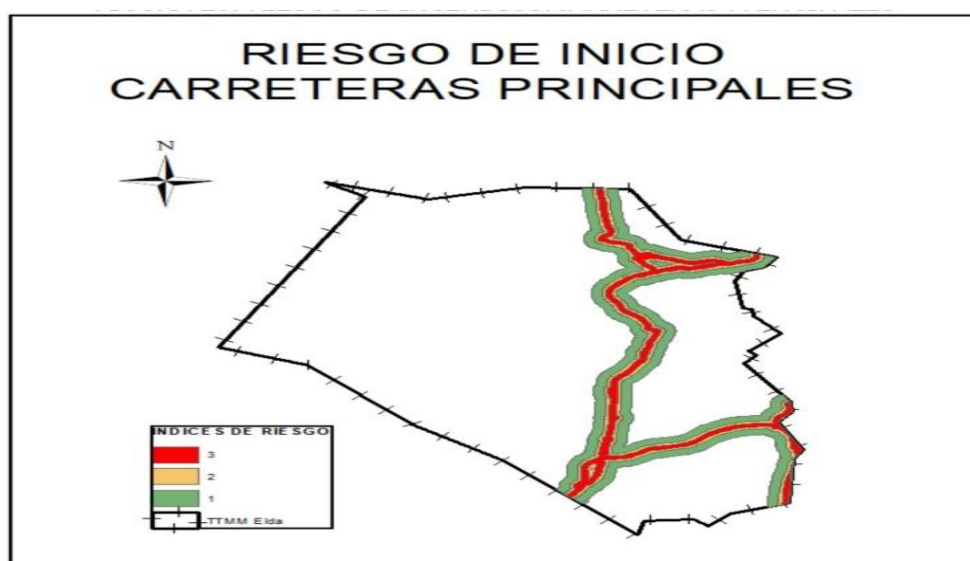 RIESGO DE INICIO
CARRETERAS PRINCIPALES
N
INDICES DE RIESGO
3
2
1
TTMM Elda